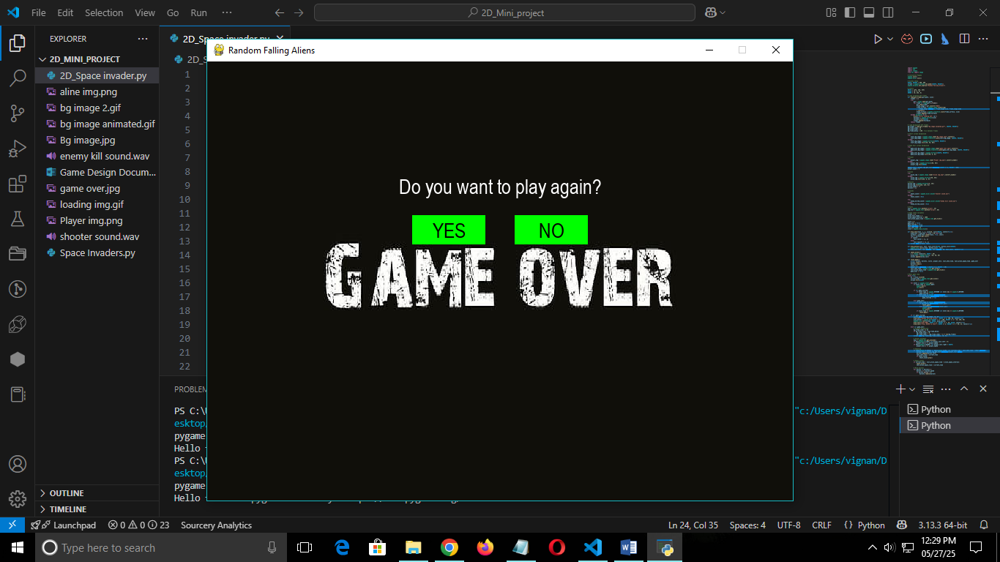 File Edit Selection View Go Run ···
2D_Mini_project
EXPLORER
2D_MINI_PROJECT
2D_Space invader.py
aline img.png
bg image 2.gif
bg image animated.gif
Bg image.jpg
enemy kill sound.wav
Game Design Docum...
game over.jpg
loading img.gif
Player img.png
shooter sound.wav
Space Invaders.py
OUTLINE
TIMELINE
2D_Space invader.py
2D_S
1
2
3
4
5
6
7
8
9
10
11
12
13
14
15
16
17
18
19
20
21
22
Random Falling Aliens
Do you want to play again?
YES NO
GAME OVER
PROBLEM
PS C:\
"c:/Users/vignan/D
esktop
pygame
Hello
PS C:\
"c:/Users/vignan/D
esktop
pygame
Hello
Python
Python
Launchpad 0 0 23 Sourcery Analytics
Ln 24, Col 35 Spaces: 4 UTF-8 CRLF {} Python 3.13.3 64-bit
Type here to search
12:29 PM
05/27/25